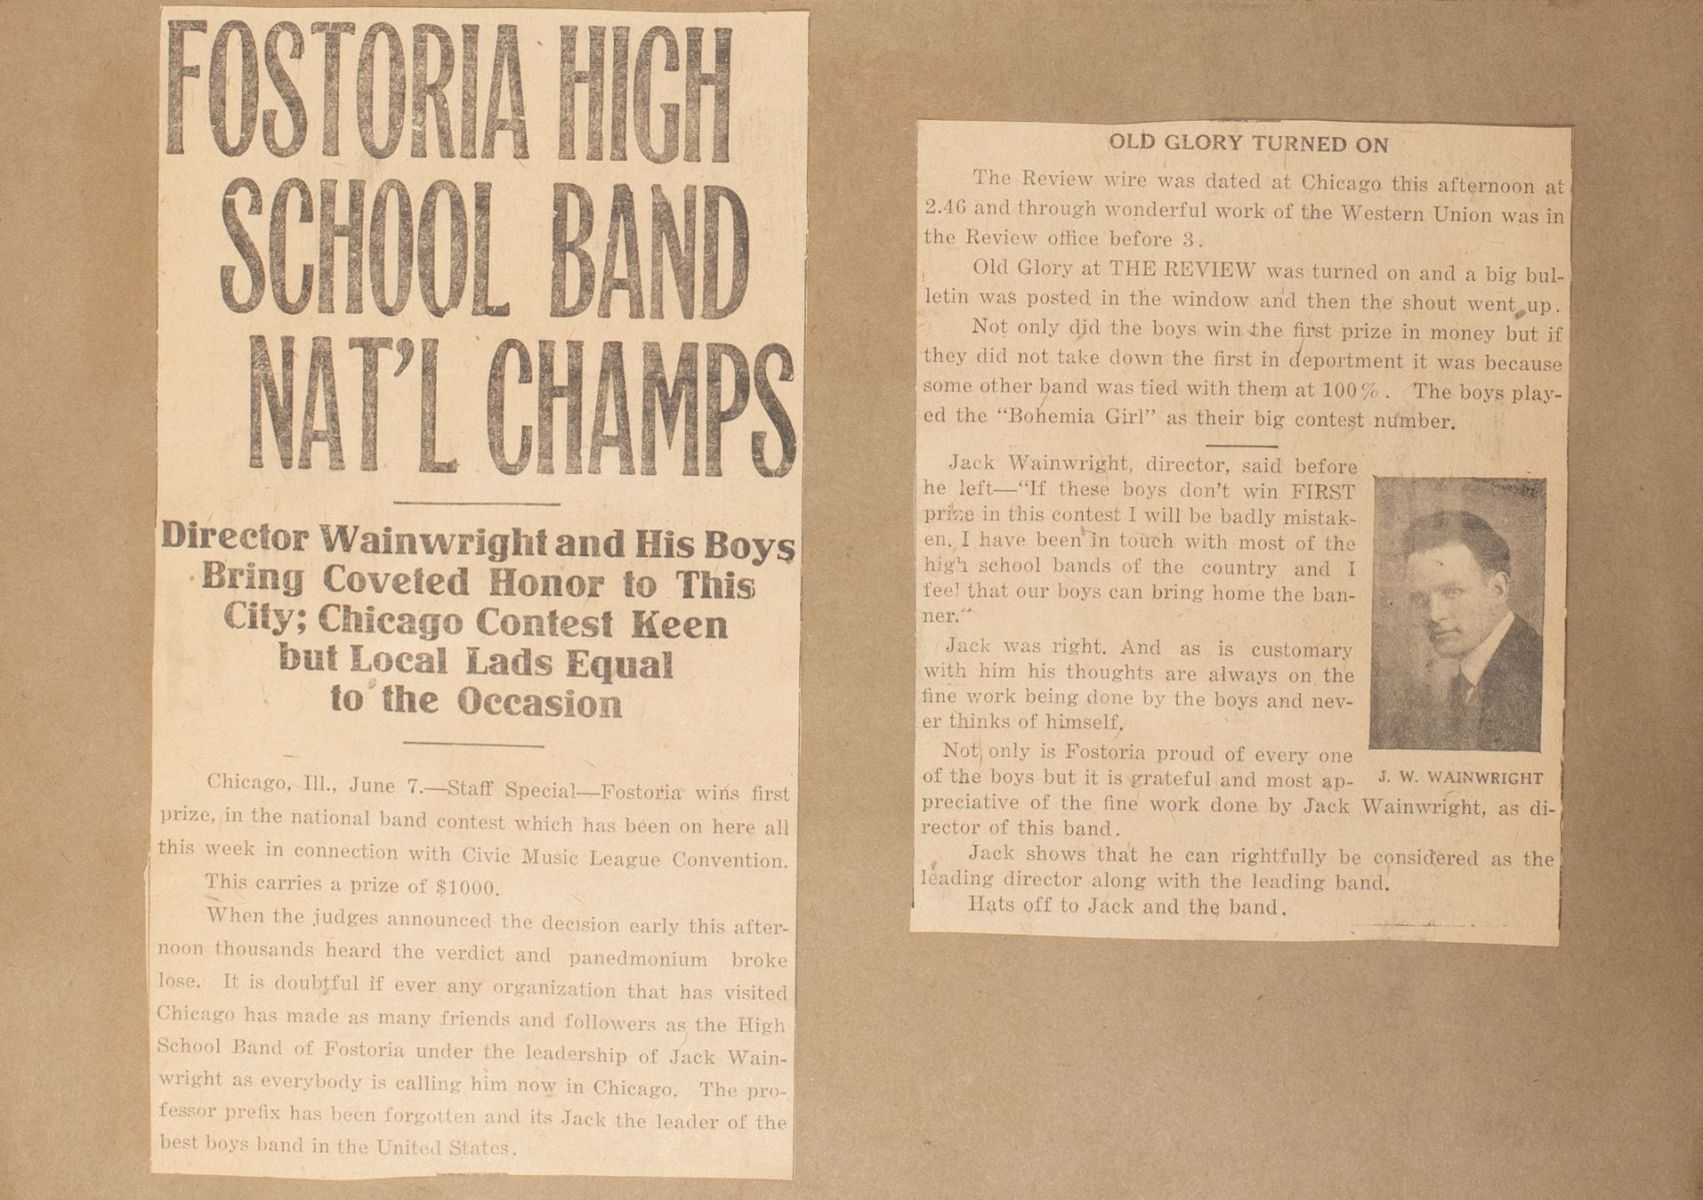 FOSTORIA HIGH
SCHOOL BAND
NAT'L CHAMPS
Director Wainwright and His Boys
Bring Coveted Honor to This
City; Chicago Contest Keen
but Local Lads Equal
to the Occasion
Chicago, Ill., June 7.—Staff Special—Fostoria wins first
prize, in the national band contest which has been on here all
this week in connection with Civic Music League Convention.
This carries a prize of $1000.
When the judges announced the decision early this after-
noon thousands heard the verdict and panedmonium broke
lose. It is doubtful if ever any organization that has visited
Chicago has made as many friends and followers as the High
School Band of Fostoria under the leadership of Jack Wain-
wright as everybody is calling him now in Chicago. The pro-
fessor prefix has been forgotten and its Jack the leader of the
best boys band in the United States.
OLD GLORY TURNED ON
The Review wire was dated at Chicago this afternoon at
2.46 and through wonderful work of the Western Union was in
the Review office before 3.
Old Glory at THE REVIEW was turned on and a big bul-
letin was posted in the window and then the shout went up.
Not only did the boys win the first prize in money but if
they did not take down the first in deportment it was because
some other band was tied with them at 100%. The boys play-
ed the "Bohemia Girl" as their big contest number.
Jack Wainwright, director, said before
he left—"If these boys don't win FIRST
prize in this contest I will be badly mistak-
en. I have been in touch with most of the
high school bands of the country and I
feel that our boys can bring home the ban-
ner."
Jack was right. And as is customary
with him his thoughts are always on the
fine work being done by the boys and nev-
er thinks of himself.
Not only is Fostoria proud of every one
of the boys but it is grateful and most ap-
preciative of the fine work done by Jack Wainwright, as di-
rector of this band.
Jack shows that he can rightfully be considered as the
leading director along with the leading band.
Hats off to Jack and the band.
J. W. WAINWRIGHT